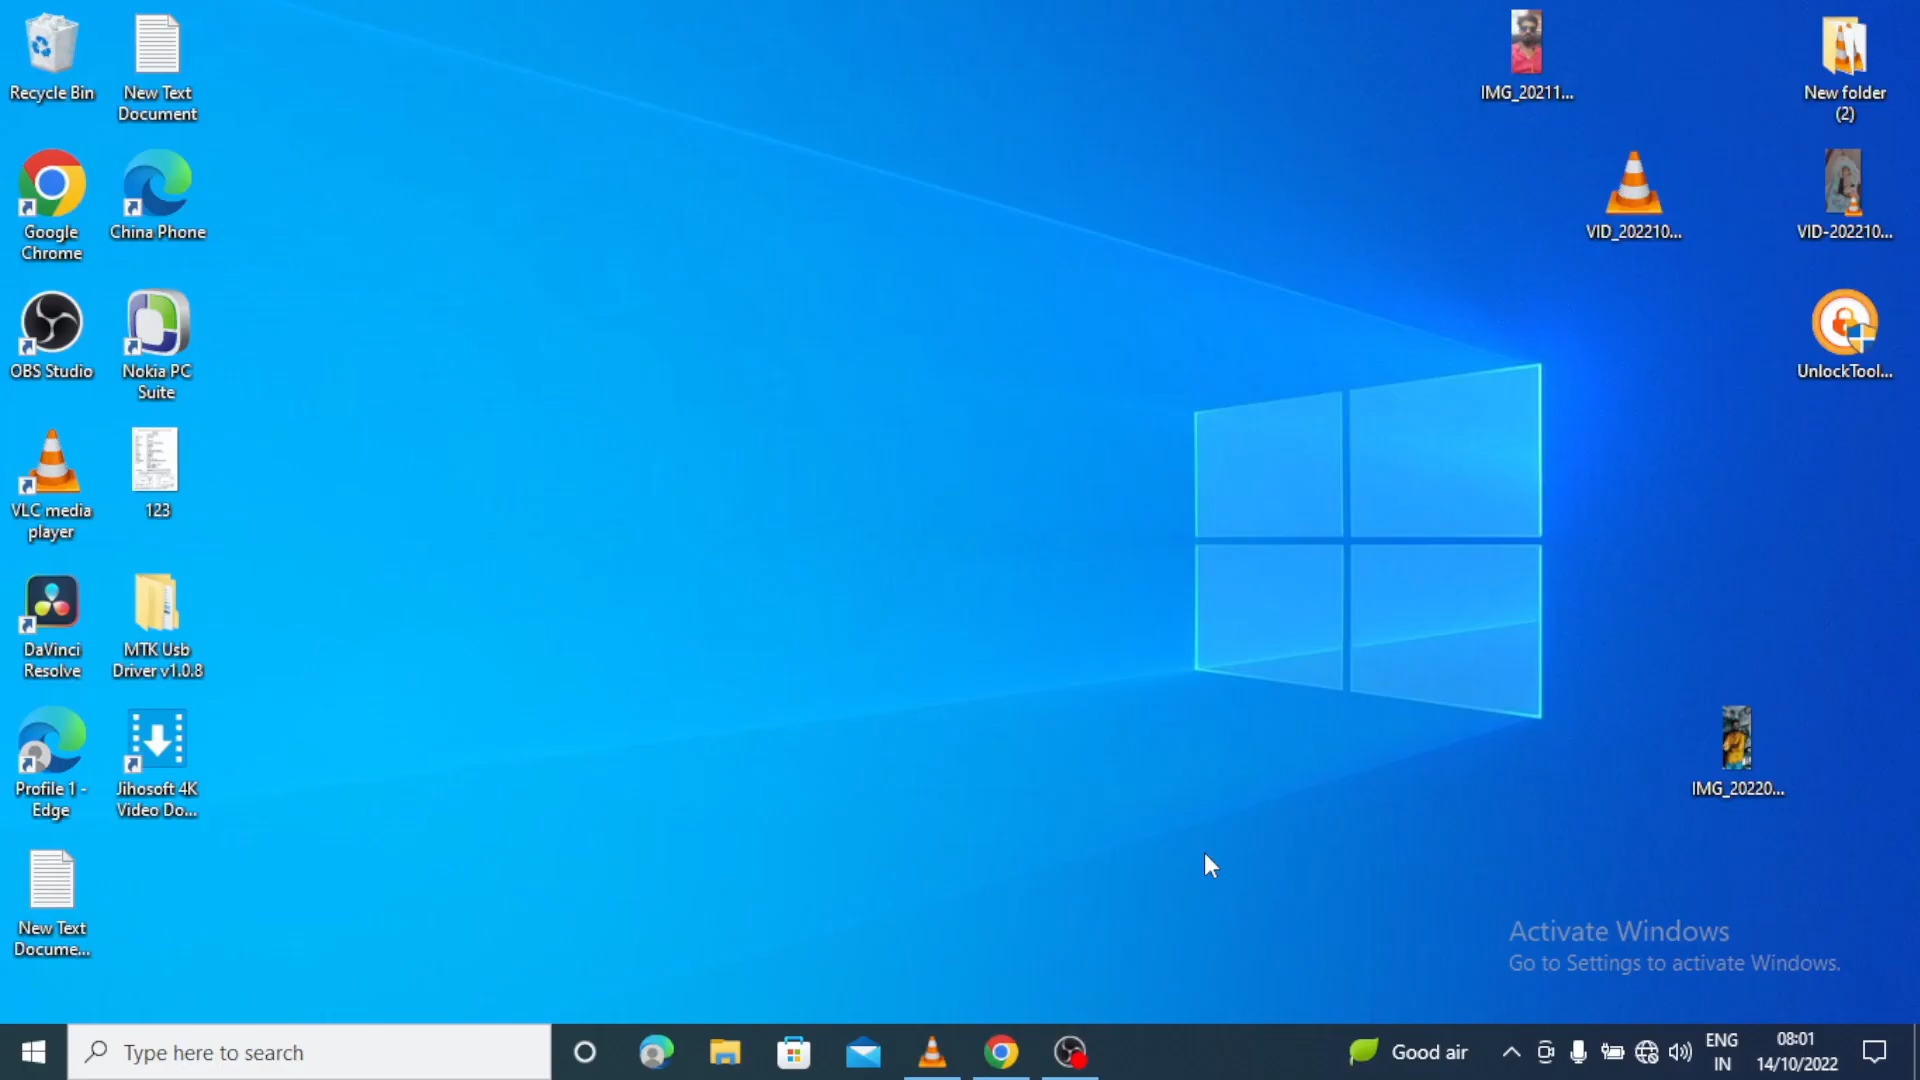 Recycle Bin
New Text
Document
IMG_20211...
New folder
(2)
Google
Chrome
China Phone
VID_202210...
VID-202210...
OBS Studio
Nokia PC
Suite
UnlockTool...
VLC media
player
123
DaVinci
Resolve
MTK Usb
Driver v1.0.8
Profile 1 -
Edge
Jihosoft 4K
Video Do...
IMG_20220...
New Text
Docume...
Activate Windows
Go to Settings to activate Windows.
Type here to search
Good air
ENG
IN
08:01
14/10/2022